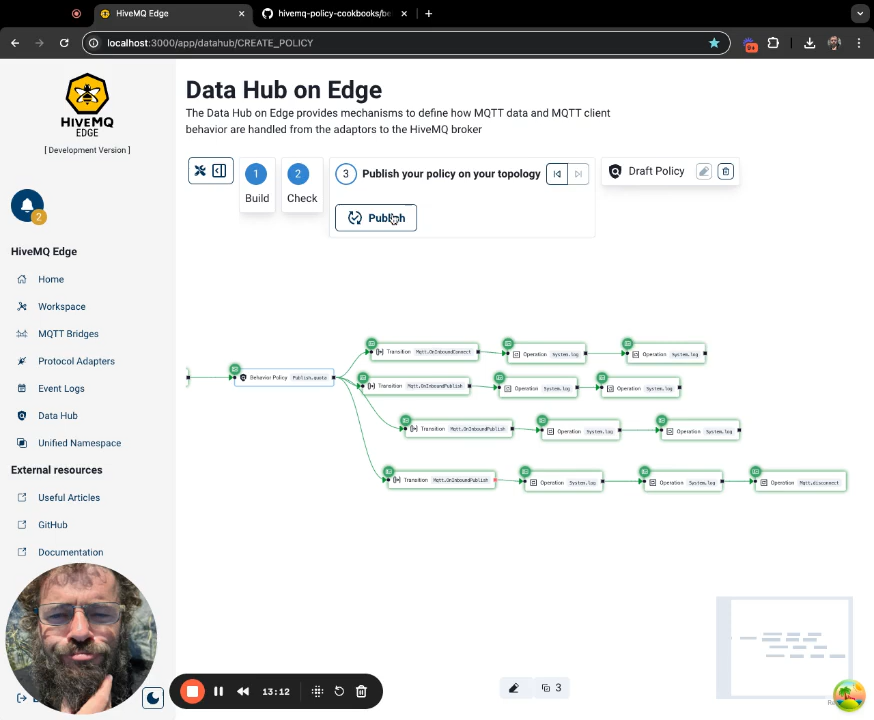 HiveMQ Edge
hivemq-policy-cookbooks/be
localhost:3000/app/datahub/CREATE_POLICY
9+
HIVEMQ
EDGE
[ Development Version ]
2
HiveMQ Edge
Home
Workspace
MQTT Bridges
Protocol Adapters
Event Logs
Data Hub
Unified Namespace
External resources
Useful Articles
GitHub
Documentation
Data Hub on Edge
The Data Hub on Edge provides mechanisms to define how MQTT data and MQTT client
behavior are handled from the adaptors to the HiveMQ broker
1
Build
2
Check
3 Publish your policy on your topology
Publish
Draft Policy
Transition Mqtt.OnInboundConnect
Operation System.log
Operation System.log
Behavior Policy Publish.quota
Transition Mqtt.OnInboundPublish
Operation System.log
Operation System.log
Transition Mqtt.OnInboundPublish
Operation System.log
Operation System.log
Transition Mqtt.OnInboundPublish
Operation System.log
Operation System.log
Operation Mqtt.disconnect
3
13:12